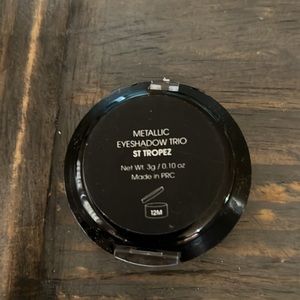 METALLIC
EYESHADOW TRIO
ST TROPEZ
Net Wt. 3g / 0.10 oz
Made in PRC
12M